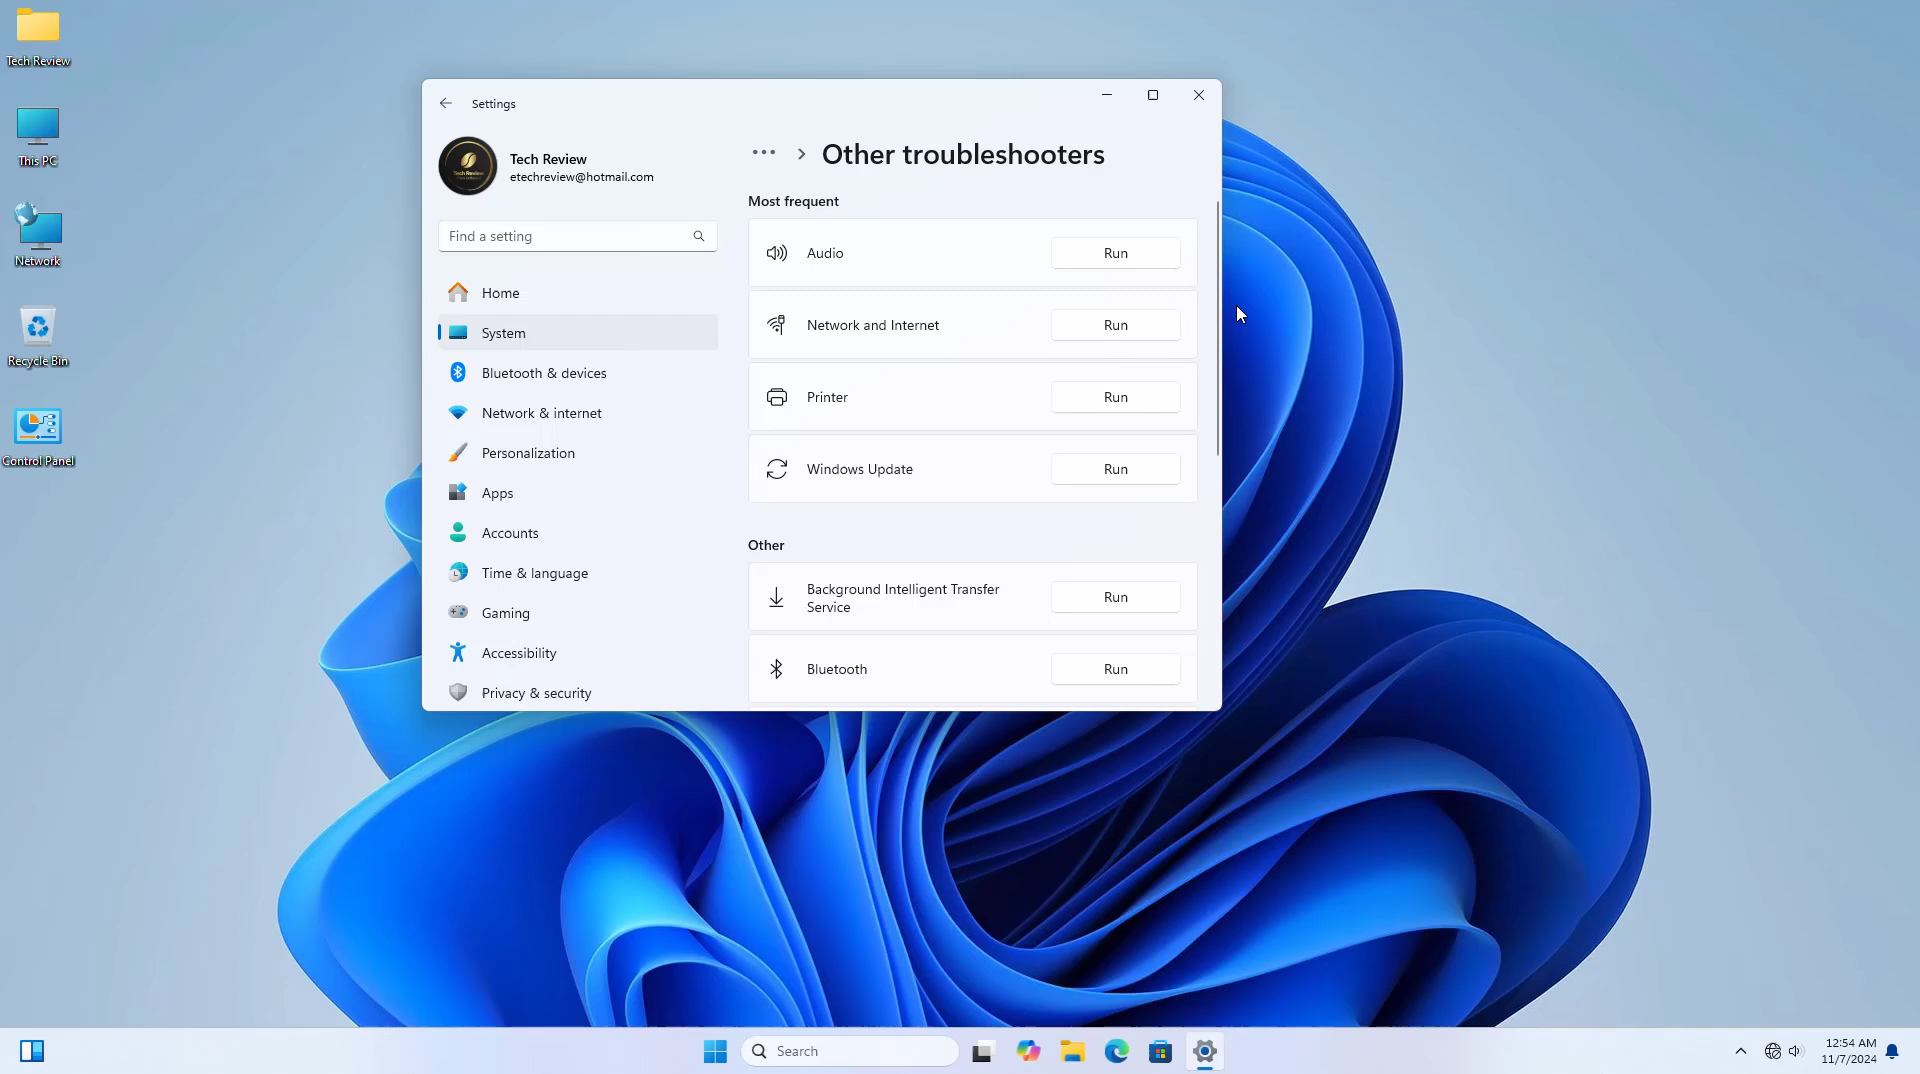 Tech Review
This PC
Network
Recycle Bin
Control Panel
Settings
Tech Review
etechreview@hotmail.com
Find a setting
Home
System
Bluetooth & devices
Network & internet
Personalization
Apps
Accounts
Time & language
Gaming
Accessibility
Privacy & security
Other troubleshooters
Most frequent
Audio Run
Network and Internet Run
Printer Run
Windows Update Run
Other
Background Intelligent Transfer
Service Run
Bluetooth Run
Search
12:54 AM
11/7/2024